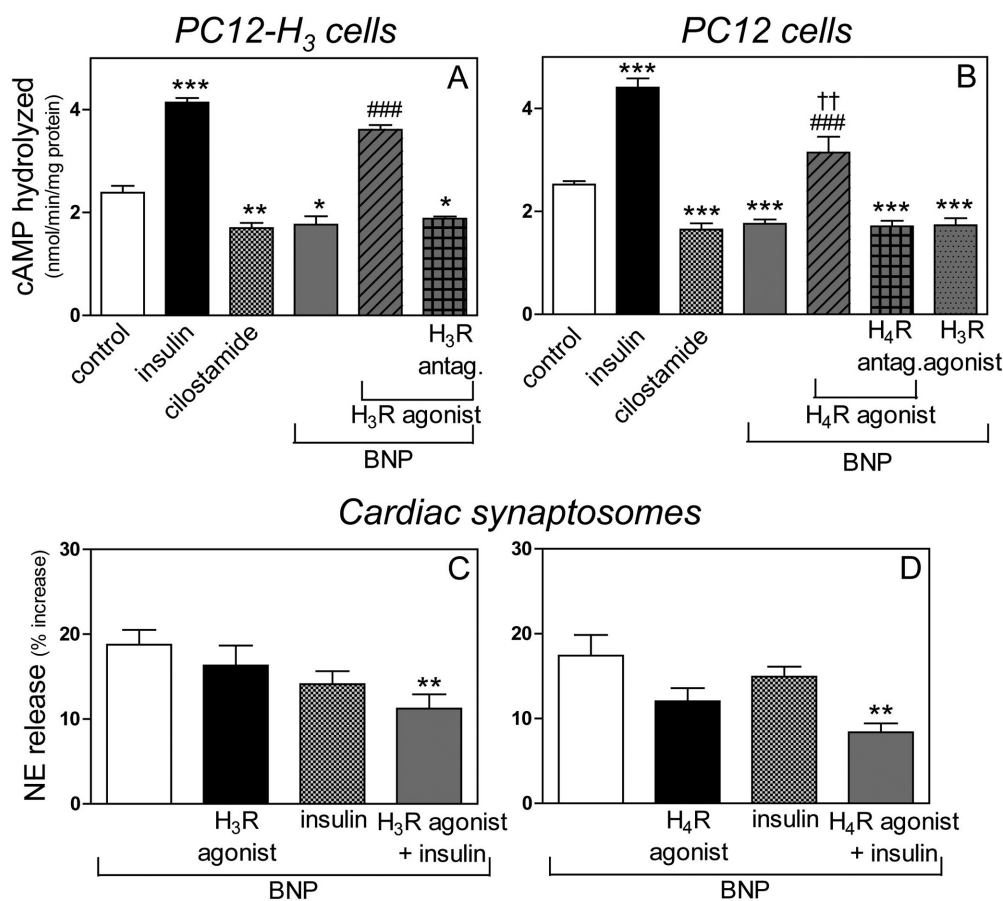 PC12-H₃ cells
PC12 cells
cAMP hydrolyzed
(nmol/min/mg protein)
4
2
0
A
***
**
*
###
*
control
insulin
cilostamide
H₃R
antag.
H₃R agonist
BNP
4
2
0
B
***
***
***
††
###
***
***
control
insulin
cilostamide
H₄R
antag.
H₃R
agonist
H₄R agonist
BNP
Cardiac synaptosomes
NE release (% increase)
30
20
10
0
C
**
H₃R
agonist
insulin
H₃R agonist
+ insulin
BNP
30
20
10
0
D
**
H₄R
agonist
insulin
H₄R agonist
+ insulin
BNP